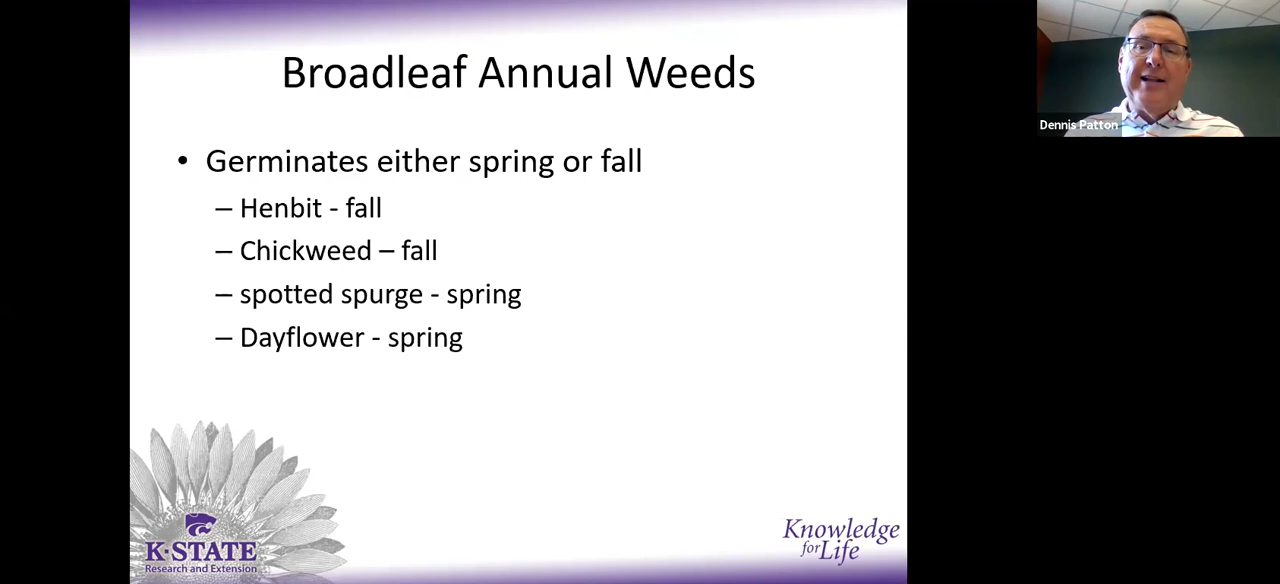 Broadleaf Annual Weeds
• Germinates either spring or fall
– Henbit - fall
– Chickweed – fall
– spotted spurge - spring
– Dayflower - spring
K-STATE
Research and Extension
Knowledge
for Life
Dennis Patton